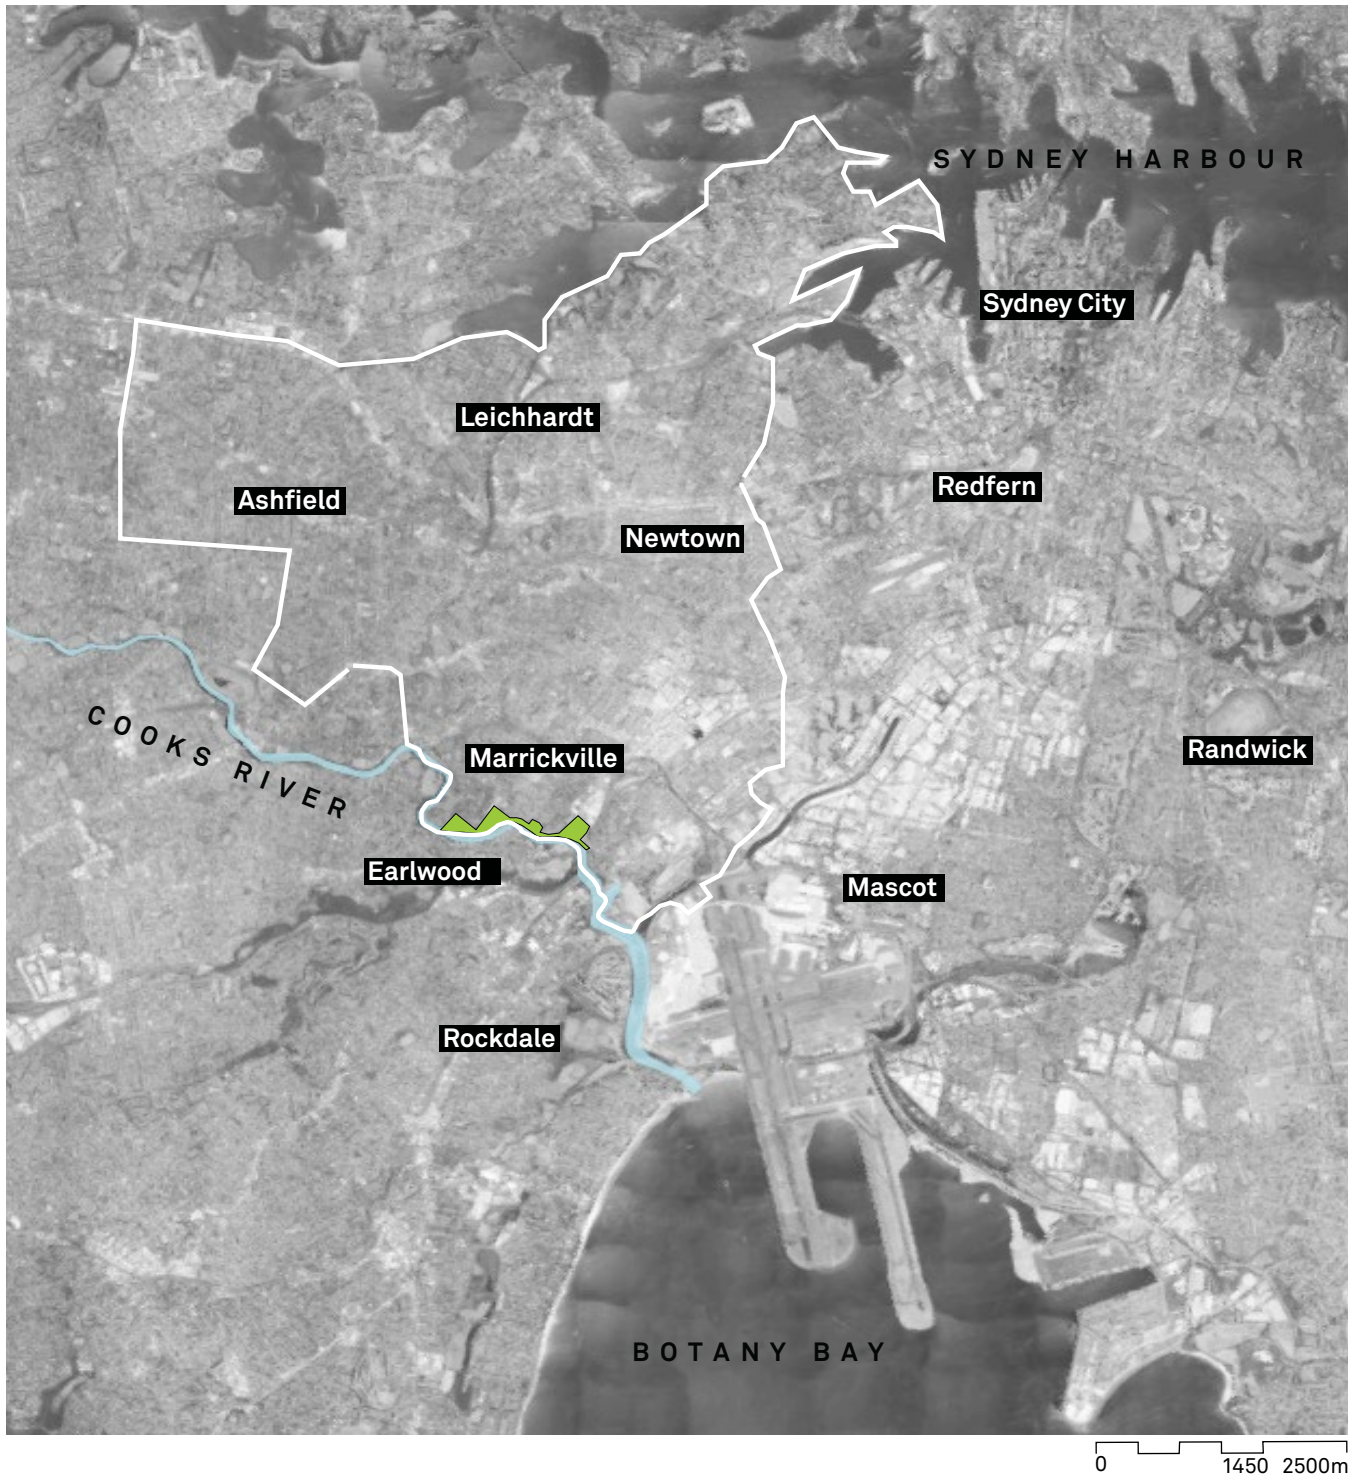 SYDNEY HARBOUR
Sydney City
Leichhardt
Redfern
Ashfield
Newtown
COOKS RIVER
Marrickville
Randwick
Earlwood
Mascot
Rockdale
BOTANY BAY
0 1450 2500m